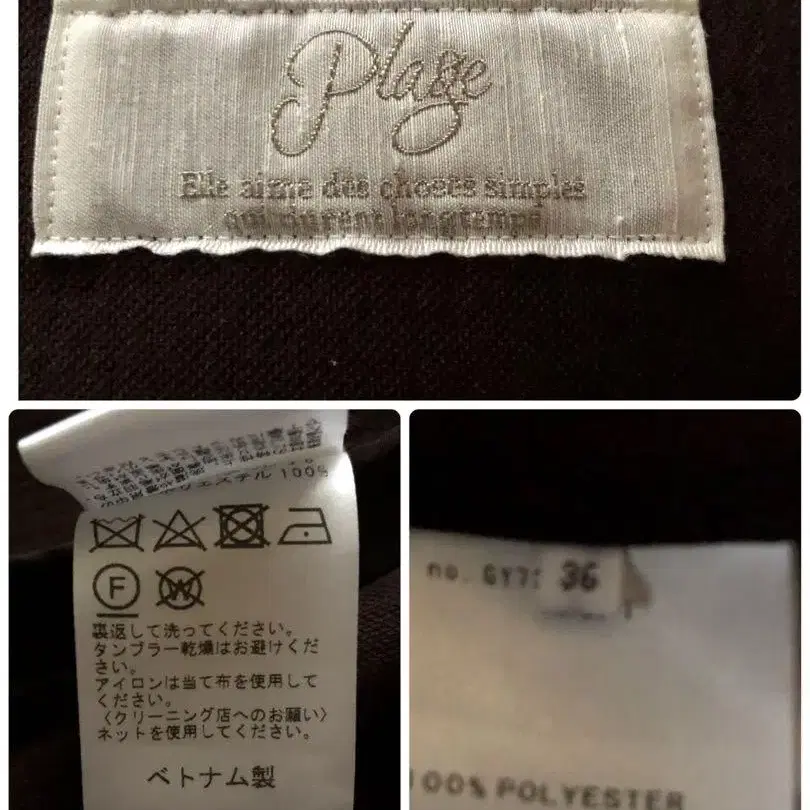 Plage
Elle aime des choses simples
qui durent longtemps
ポリエステル 100%
F
W
裏返して洗ってください。
タンブラー乾燥はお避けくだ
さい。
アイロンは当て布を使用して
ください。
〈クリーニング店へのお願い〉
ネットを使用してください。
ベトナム製
no. 36
100% POLYESTER